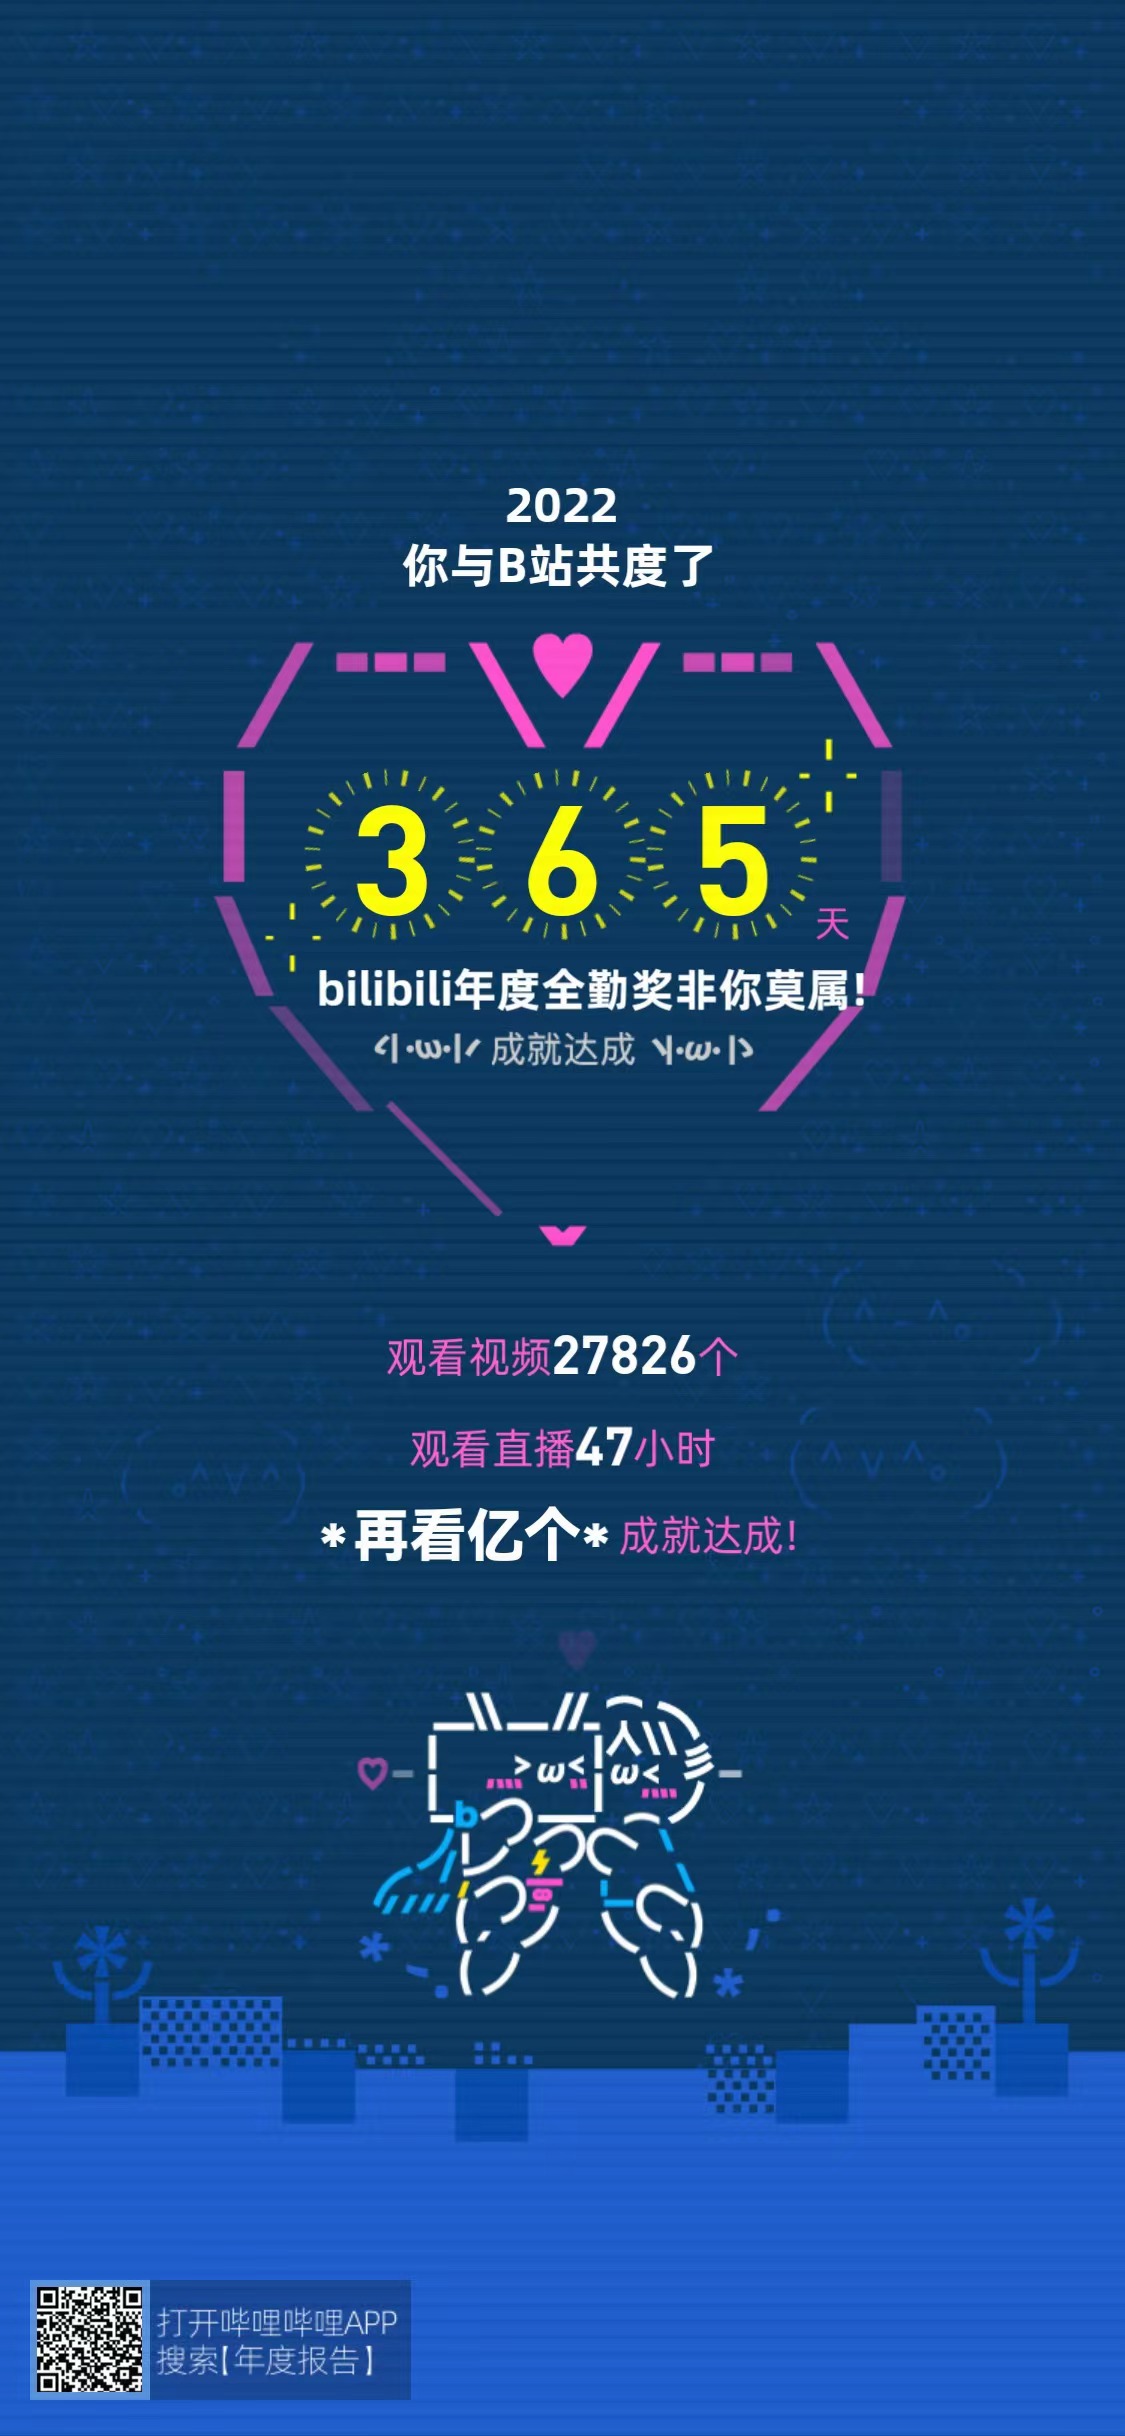 2022
你与B站共度了
365天
bilibili年度全勤奖非你莫属!
成就达成
观看视频27826个
观看直播47小时
*再看亿个*成就达成!
打开哔哩哔哩APP
搜索【年度报告】